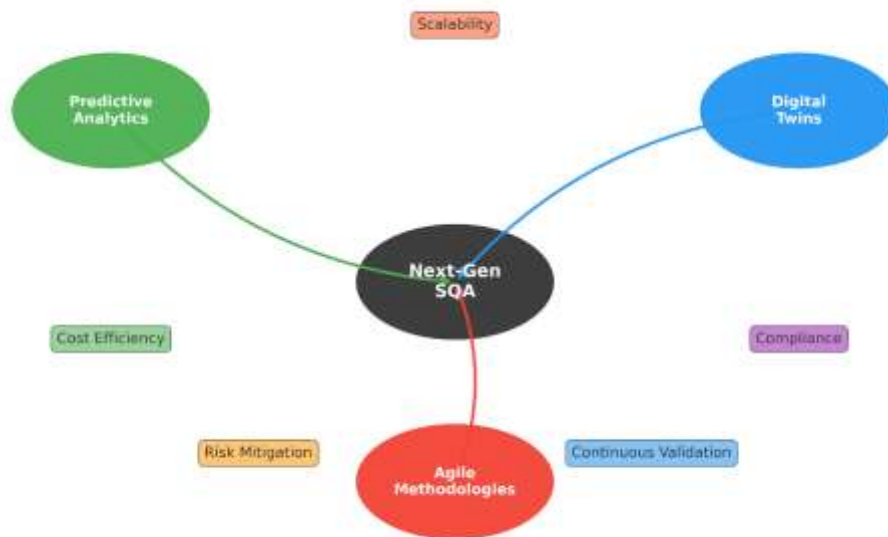 Scalability
Predictive
Analytics
Digital
Twins
Next-Gen
SQA
Cost Efficiency
Compliance
Risk Mitigation
Continuous Validation
Agile
Methodologies